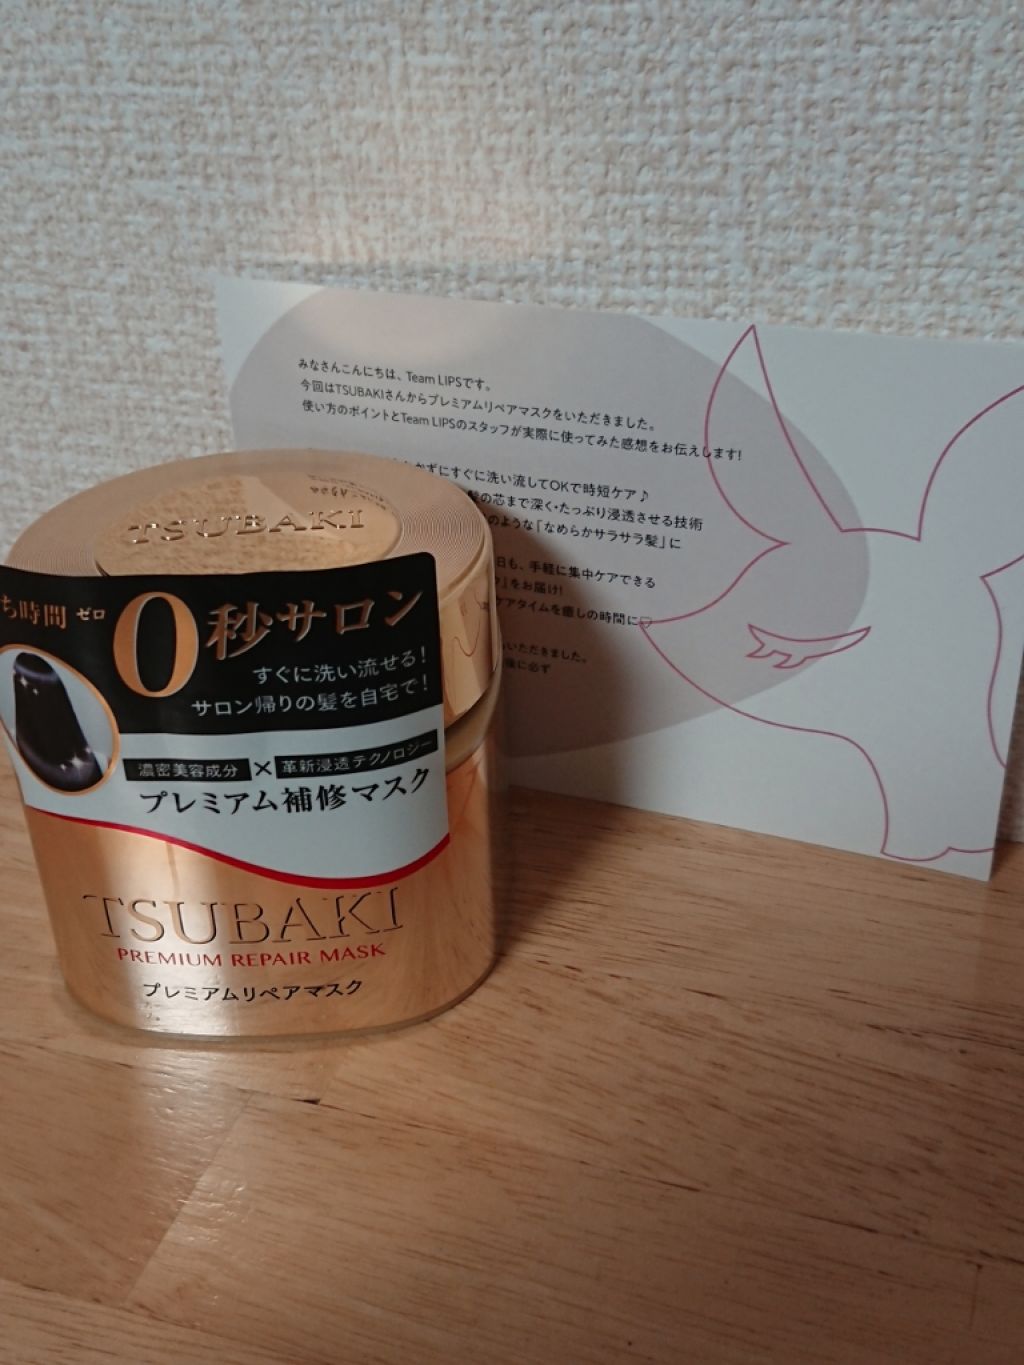 みなさんこんにちは、Team LIPSです。
今回はTSUBAKIさんからプレミアムリペアマスクをいただきました。
使い方のポイントとTeam LIPSのスタッフが実際に使ってみた感想をお伝えします!
かずにすぐに洗い流してOKで時短ケア♪
の芯まで深く・たっぷり浸透させる技術
のような「なめらかサラサラ髪」に
日も、手軽に集中ケアできる
』をお届け!
ケアタイムを癒しの時間に♡
いただきました。
後に必ず
TSUBAKI
ち時間 ゼロ
0秒サロン
すぐに洗い流せる!
サロン帰りの髪を自宅で!
濃密美容成分×革新浸透テクノロジー
プレミアム補修マスク
TSUBAKI
PREMIUM REPAIR MASK
プレミアムリペアマスク